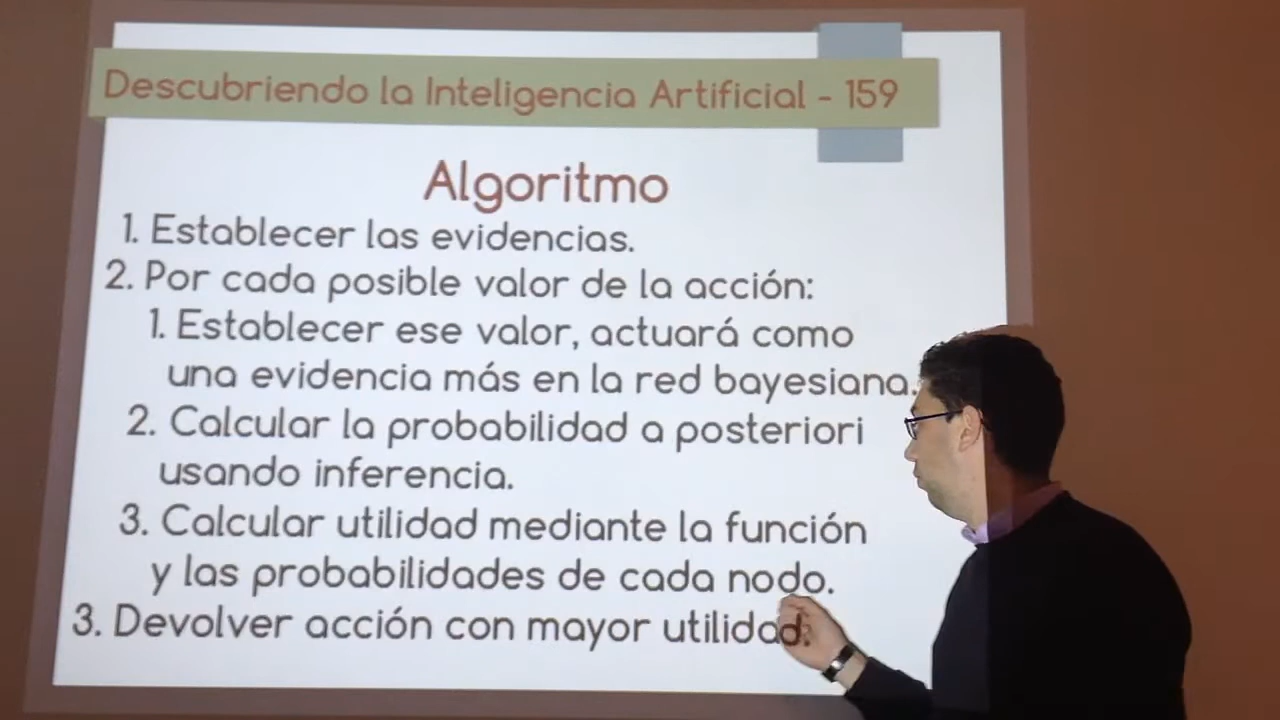 Descubriendo la Inteligencia Artificial - 159
Algoritmo
1. Establecer las evidencias.
2. Por cada posible valor de la acción:
1. Establecer ese valor, actuará como
una evidencia más en la red bayesiana.
2. Calcular la probabilidad a posteriori
usando inferencia.
3. Calcular utilidad mediante la función
y las probabilidades de cada nodo.
3. Devolver acción con mayor utilidad.